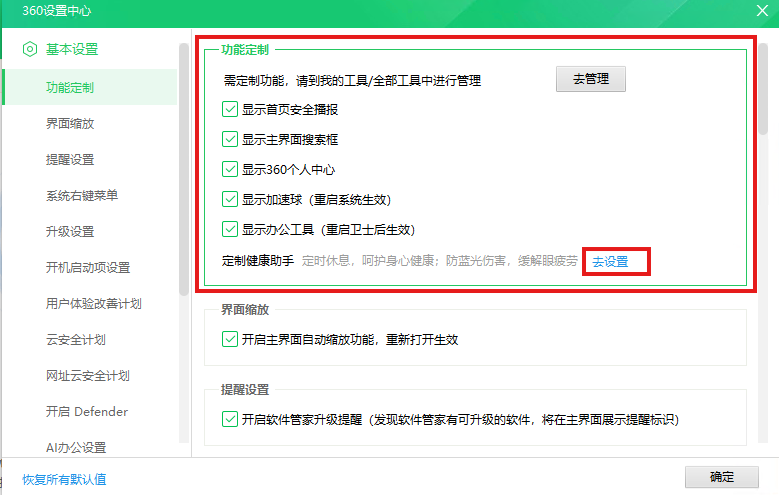 360设置中心
基本设置
功能定制
界面缩放
提醒设置
系统右键菜单
升级设置
开机启动项设置
用户体验改善计划
云安全计划
网址云安全计划
开启 Defender
AI办公设置
恢复所有默认值
功能定制
需定制功能，请到我的工具/全部工具中进行管理 去管理
显示首页安全播报
显示主界面搜索框
显示360个人中心
显示加速球（重启系统生效）
显示办公工具（重启卫士后生效）
定制健康助手 定时休息，呵护身心健康；防蓝光伤害，缓解眼疲劳 去设置
界面缩放
开启主界面自动缩放功能，重新打开生效
提醒设置
开启软件管家升级提醒（发现软件管家有可升级的软件，将在主界面展示提醒标识）
确定